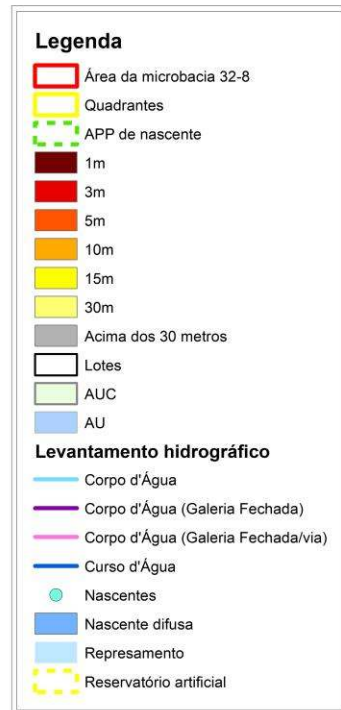 Legenda
Área da microbacia 32-8
Quadrantes
APP de nascente
1m
3m
5m
10m
15m
30m
Acima dos 30 metros
Lotes
AUC
AU
Levantamento hidrográfico
Corpo d'Água
Corpo d'Água (Galeria Fechada)
Corpo d'Água (Galeria Fechada/via)
Curso d'Água
Nascentes
Nascente difusa
Represamento
Reservatório artificial